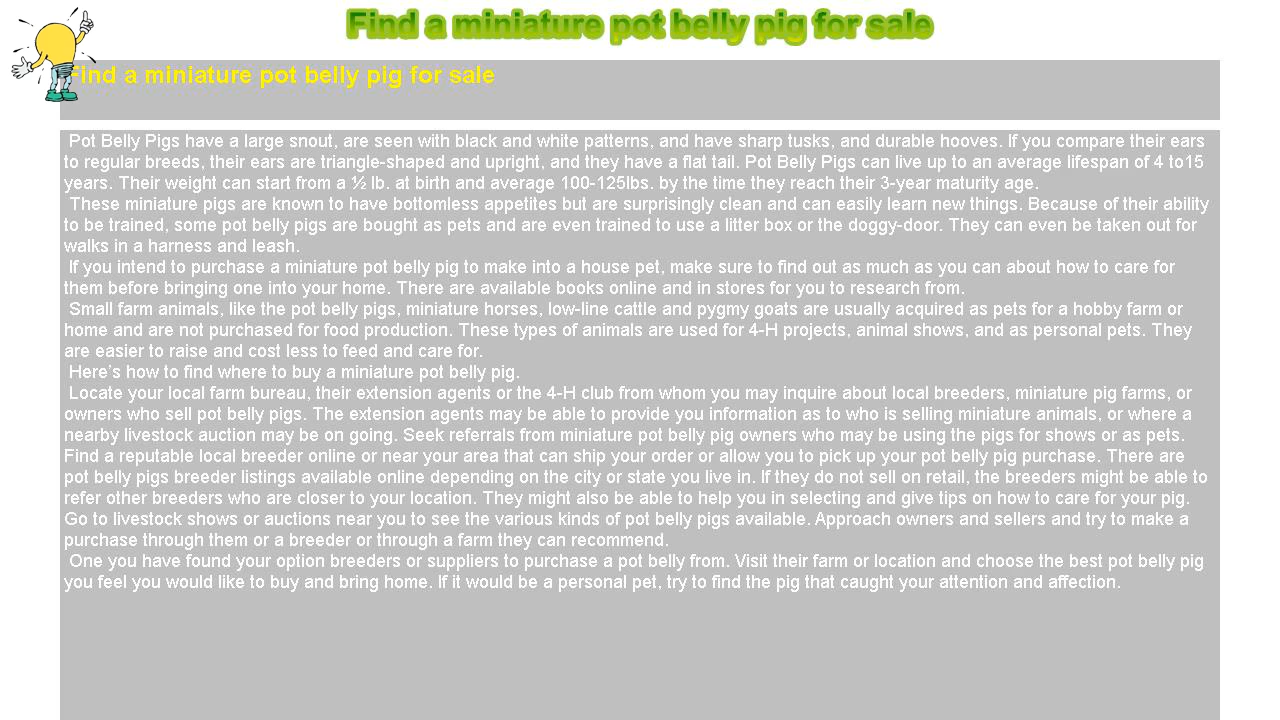 Find a miniature pot belly pig for sale
Find a miniature pot belly pig for sale
Pot Belly Pigs have a large snout, are seen with black and white patterns, and have sharp tusks, and durable hooves. If you compare their ears
to regular breeds, their ears are triangle-shaped and upright, and they have a flat tail. Pot Belly Pigs can live up to an average lifespan of 4 to15
years. Their weight can start from a ½ lb. at birth and average 100-125lbs. by the time they reach their 3-year maturity age.
These miniature pigs are known to have bottomless appetites but are surprisingly clean and can easily learn new things. Because of their ability
to be trained, some pot belly pigs are bought as pets and are even trained to use a litter box or the doggy-door. They can even be taken out for
walks in a harness and leash.
If you intend to purchase a miniature pot belly pig to make into a house pet, make sure to find out as much as you can about how to care for
them before bringing one into your home. There are available books online and in stores for you to research from.
Small farm animals, like the pot belly pigs, miniature horses, low-line cattle and pygmy goats are usually acquired as pets for a hobby farm or
home and are not purchased for food production. These types of animals are used for 4-H projects, animal shows, and as personal pets. They
are easier to raise and cost less to feed and care for.
Here’s how to find where to buy a miniature pot belly pig.
Locate your local farm bureau, their extension agents or the 4-H club from whom you may inquire about local breeders, miniature pig farms, or
owners who sell pot belly pigs. The extension agents may be able to provide you information as to who is selling miniature animals, or where a
nearby livestock auction may be on going. Seek referrals from miniature pot belly pig owners who may be using the pigs for shows or as pets.
Find a reputable local breeder online or near your area that can ship your order or allow you to pick up your pot belly pig purchase. There are
pot belly pigs breeder listings available online depending on the city or state you live in. If they do not sell on retail, the breeders might be able to
refer other breeders who are closer to your location. They might also be able to help you in selecting and give tips on how to care for your pig.
Go to livestock shows or auctions near you to see the various kinds of pot belly pigs available. Approach owners and sellers and try to make a
purchase through them or a breeder or through a farm they can recommend.
One you have found your option breeders or suppliers to purchase a pot belly from. Visit their farm or location and choose the best pot belly pig
you feel you would like to buy and bring home. If it would be a personal pet, try to find the pig that caught your attention and affection.